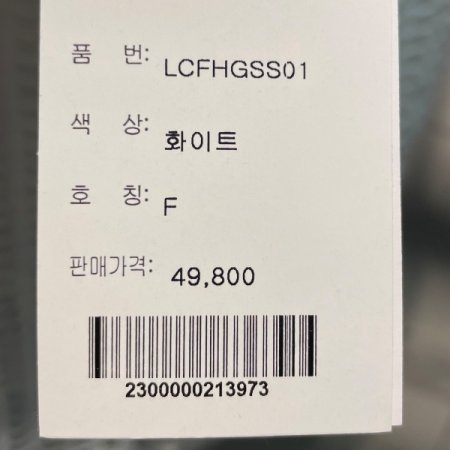 품 번: LCFHGSS01
색 상: 화이트
호 칭: F
판매가격: 49,800
2300000213973